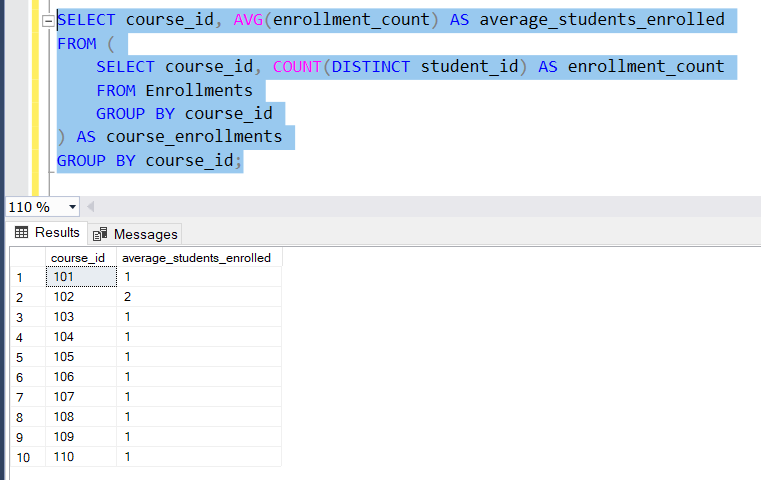 SELECT course_id, AVG(enrollment_count) AS average_students_enrolled
FROM (
SELECT course_id, COUNT(DISTINCT student_id) AS enrollment_count
FROM Enrollments
GROUP BY course_id
) AS course_enrollments
GROUP BY course_id;
110 %
Results Messages
course_id average_students_enrolled
1 101 1
2 102 2
3 103 1
4 104 1
5 105 1
6 106 1
7 107 1
8 108 1
9 109 1
10 110 1